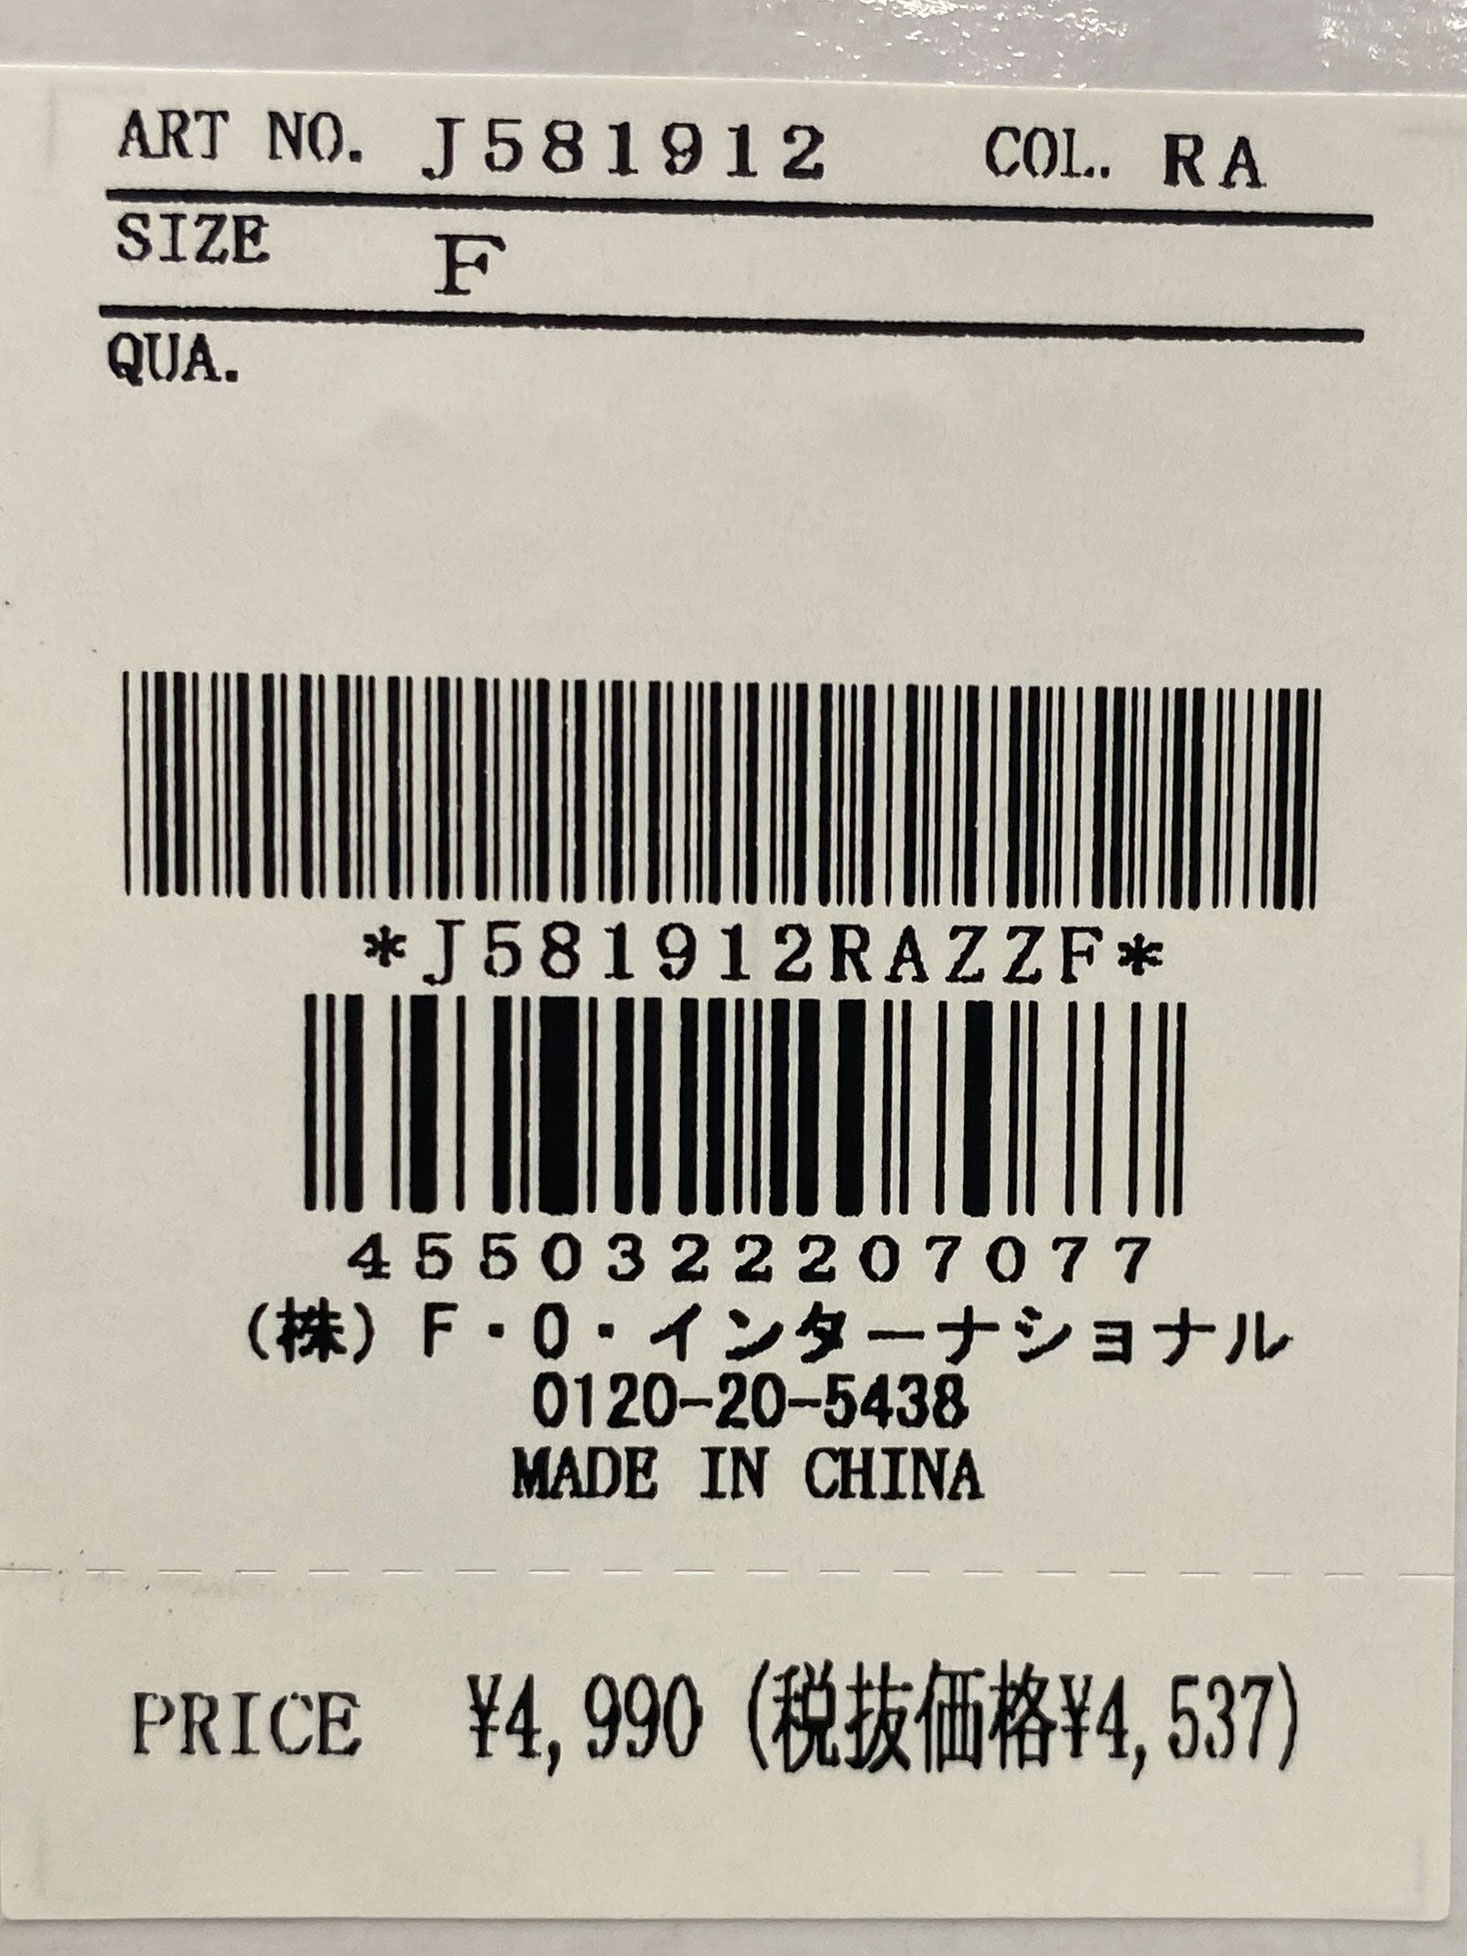 ART NO. J581912 COL. RA
SIZE F
QUA.
*J581912RAZZF*
4550322207077
(株) F・O・インターナショナル
0120-20-5438
MADE IN CHINA
PRICE ¥4,990 (税抜価格¥4,537)